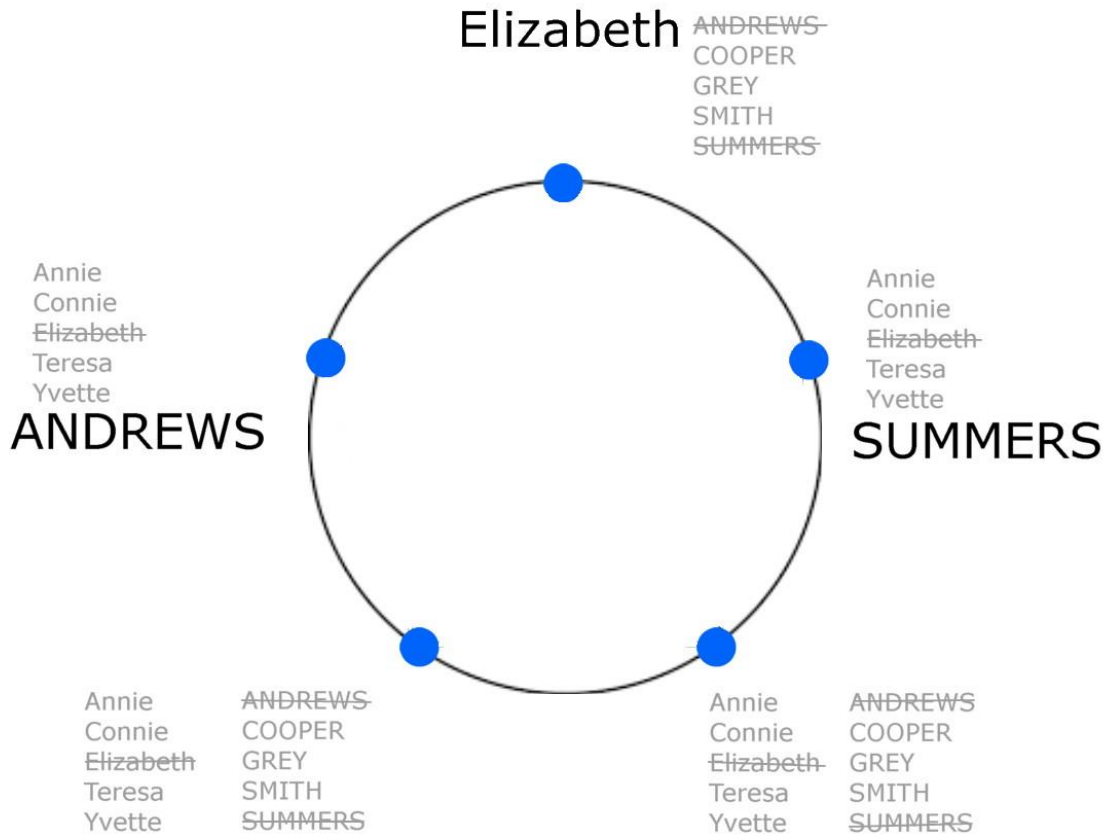 Elizabeth
ANDREWS
COOPER
GREY
SMITH
SUMMERS
Annie
Connie
Elizabeth
Teresa
Yvette
ANDREWS
Annie
Connie
Elizabeth
Teresa
Yvette
SUMMERS
Annie ANDREWS
Connie COOPER
Elizabeth GREY
Teresa SMITH
Yvette SUMMERS
Annie ANDREWS
Connie COOPER
Elizabeth GREY
Teresa SMITH
Yvette SUMMERS